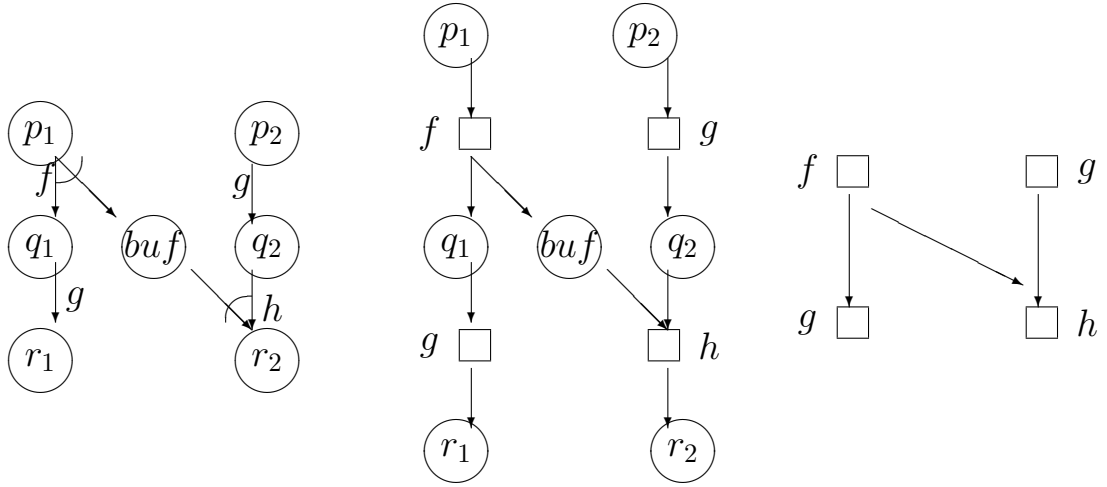 p₁ p₂
f g
q₁ buf q₂
g h
r₁ r₂
p₁ p₂
f g
q₁ buf q₂
g h
r₁ r₂
f g
g h